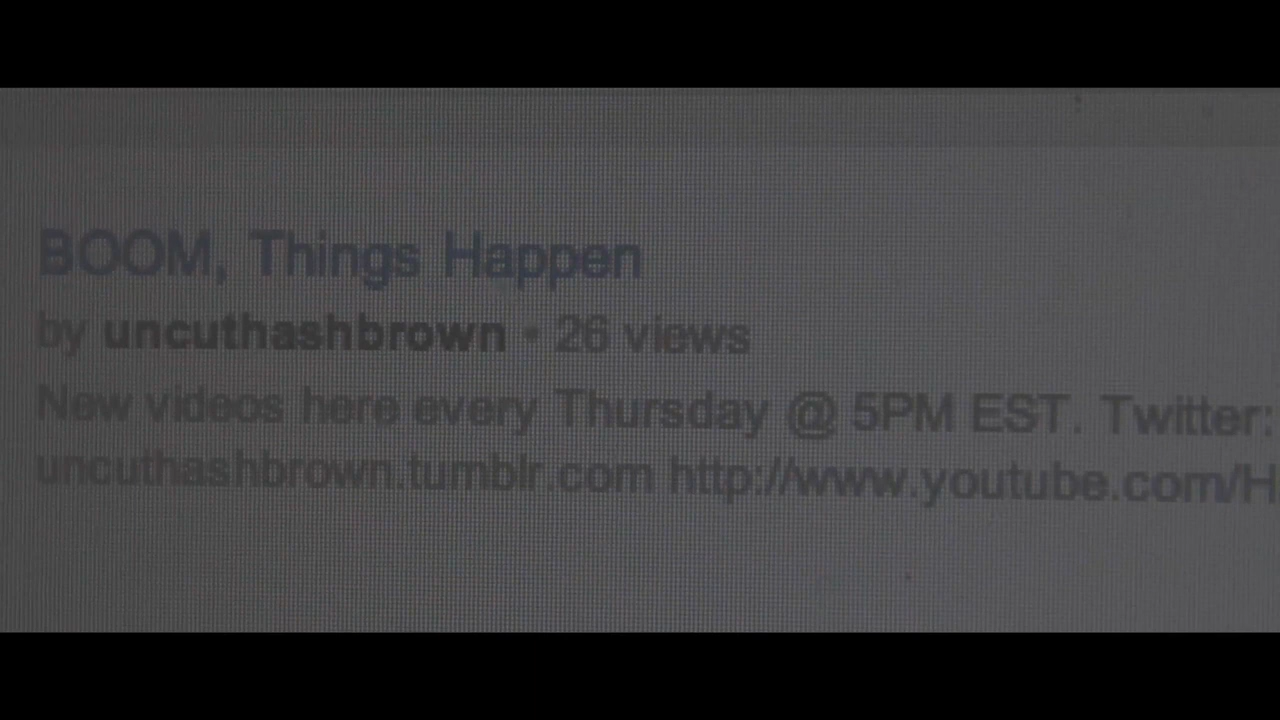 BOOM, Things Happen
by uncuthashbrown • 26 views
New videos here every Thursday @ 5PM EST. Twitter:
uncuthashbrown.tumblr.com http://www.youtube.com/H